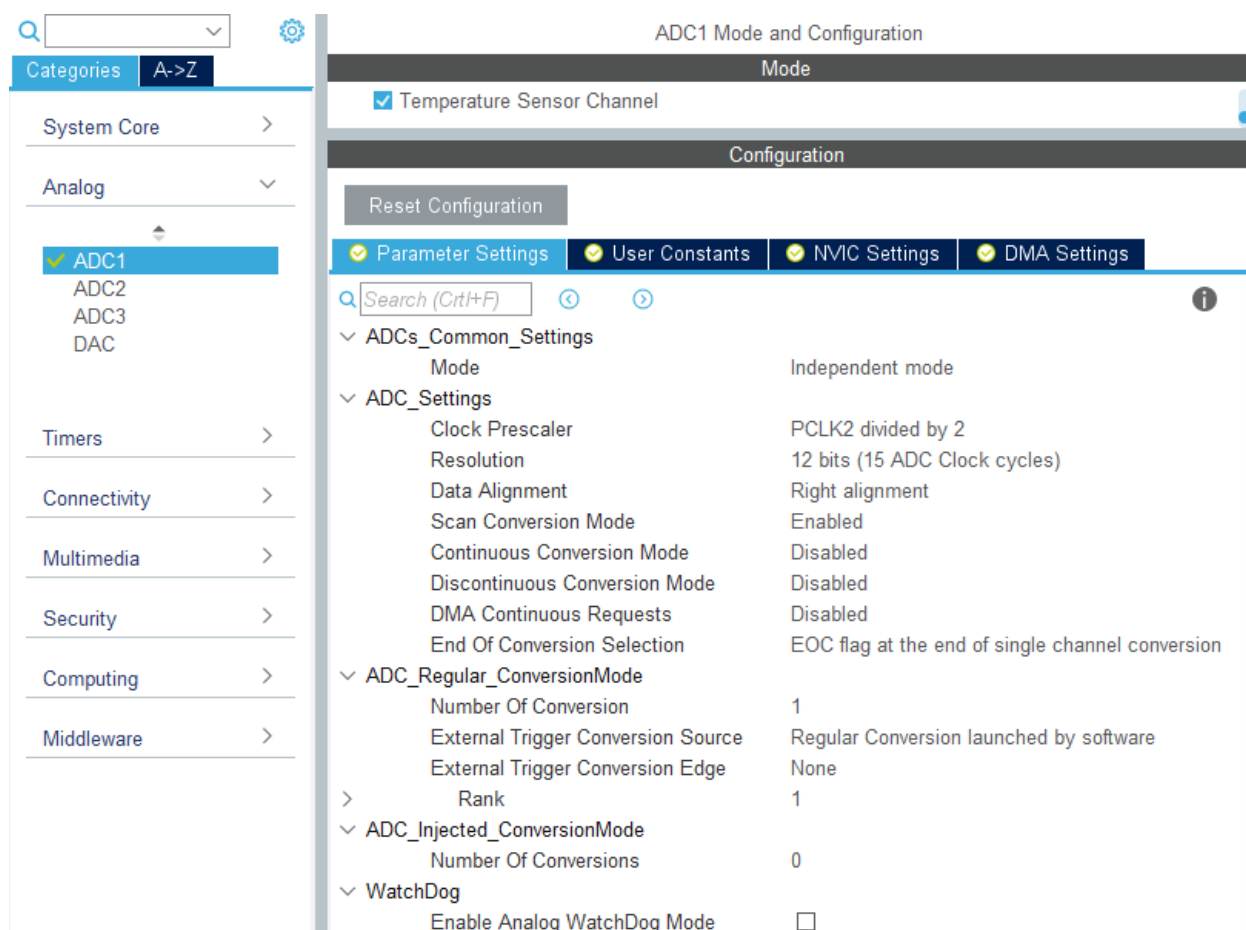 Categories
A->Z
System Core
Analog
ADC1
ADC2
ADC3
DAC
Timers
Connectivity
Multimedia
Security
Computing
Middleware
ADC1 Mode and Configuration
Mode
Temperature Sensor Channel
Configuration
Reset Configuration
Parameter Settings
User Constants
NVIC Settings
DMA Settings
Search (Crtl+F)
ADCs_Common_Settings
Mode Independent mode
ADC_Settings
Clock Prescaler PCLK2 divided by 2
Resolution 12 bits (15 ADC Clock cycles)
Data Alignment Right alignment
Scan Conversion Mode Enabled
Continuous Conversion Mode Disabled
Discontinuous Conversion Mode Disabled
DMA Continuous Requests Disabled
End Of Conversion Selection EOC flag at the end of single channel conversion
ADC_Regular_ConversionMode
Number Of Conversion 1
External Trigger Conversion Source Regular Conversion launched by software
External Trigger Conversion Edge None
Rank 1
ADC_Injected_ConversionMode
Number Of Conversions 0
WatchDog
Enable Analog WatchDog Mode